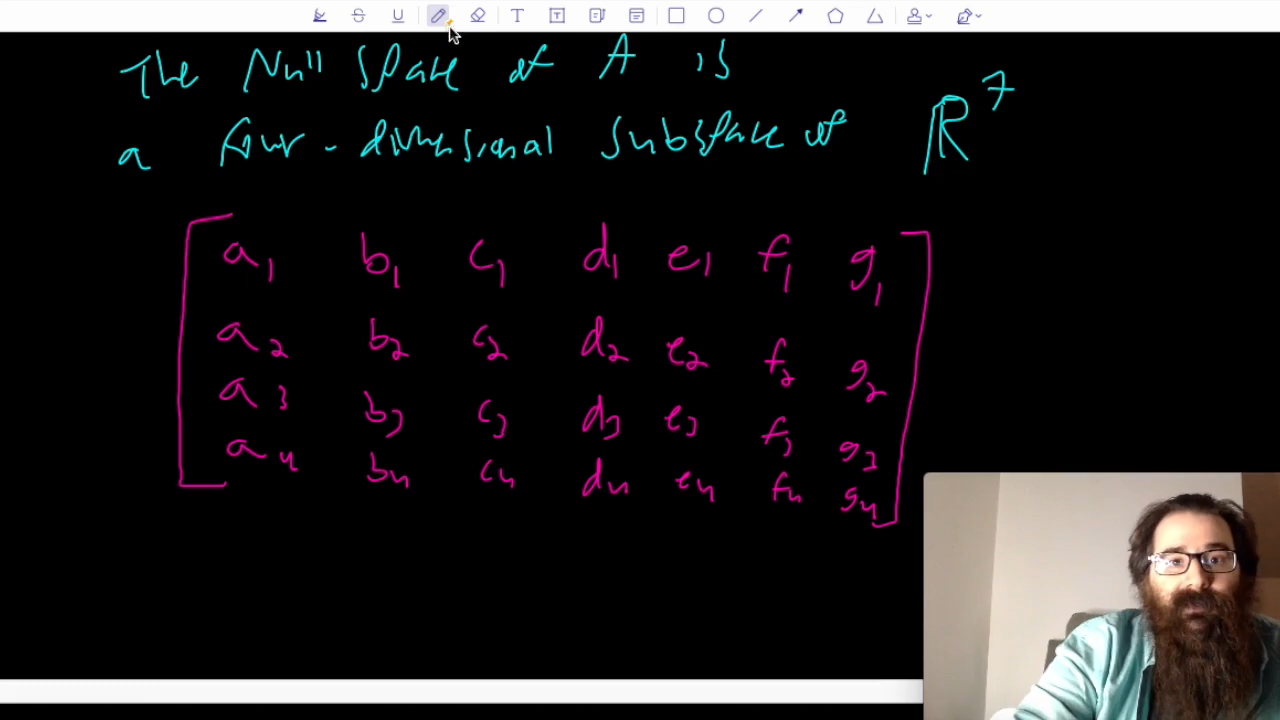 The Null Space of A is
a four-dimensional subspace of R^7
a1 b1 c1 d1 e1 f1 g1
a2 b2 c2 d2 e2 f2 g2
a3 b3 c3 d3 e3 f3 g3
a4 b4 c4 d4 e4 f4 g4